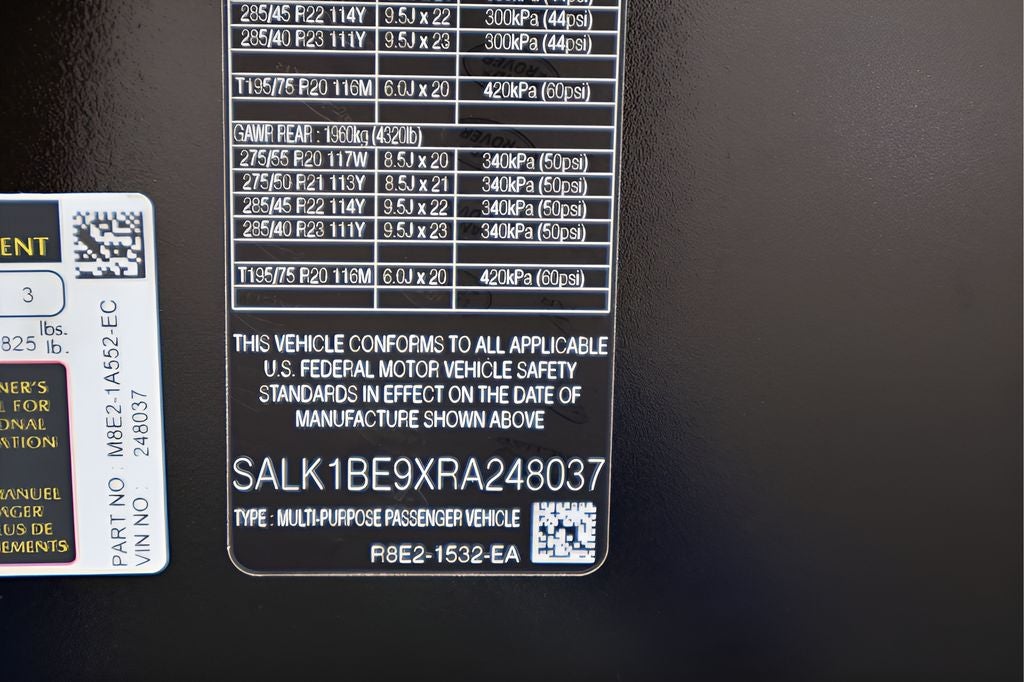 285/45 R22 114Y 9.5J x 22 300kPa (44psi)
285/40 R23 111Y 9.5J x 23 300kPa (44psi)
T195/75 R20 116M 6.0J x 20 420kPa (60psi)
GAWR REAR : 1960kg (4320lb)
275/55 R20 117W 8.5J x 20 340kPa (50psi)
275/50 R21 113Y 8.5J x 21 340kPa (50psi)
285/45 R22 114Y 9.5J x 22 340kPa (50psi)
285/40 R23 111Y 9.5J x 23 340kPa (50psi)
T195/75 R20 116M 6.0J x 20 420kPa (60psi)
THIS VEHICLE CONFORMS TO ALL APPLICABLE
U.S. FEDERAL MOTOR VEHICLE SAFETY
STANDARDS IN EFFECT ON THE DATE OF
MANUFACTURE SHOWN ABOVE
SALK1BE9XRA248037
TYPE : MULTI-PURPOSE PASSENGER VEHICLE
R8E2-1532-EA
ENT
3
lbs.
825 lb.
NER'S
L FOR
ONAL
ATION
MANUEL
AGER
US DE
EMENTS
PART NO : M8E2-1A552-EC
VIN NO : 248037